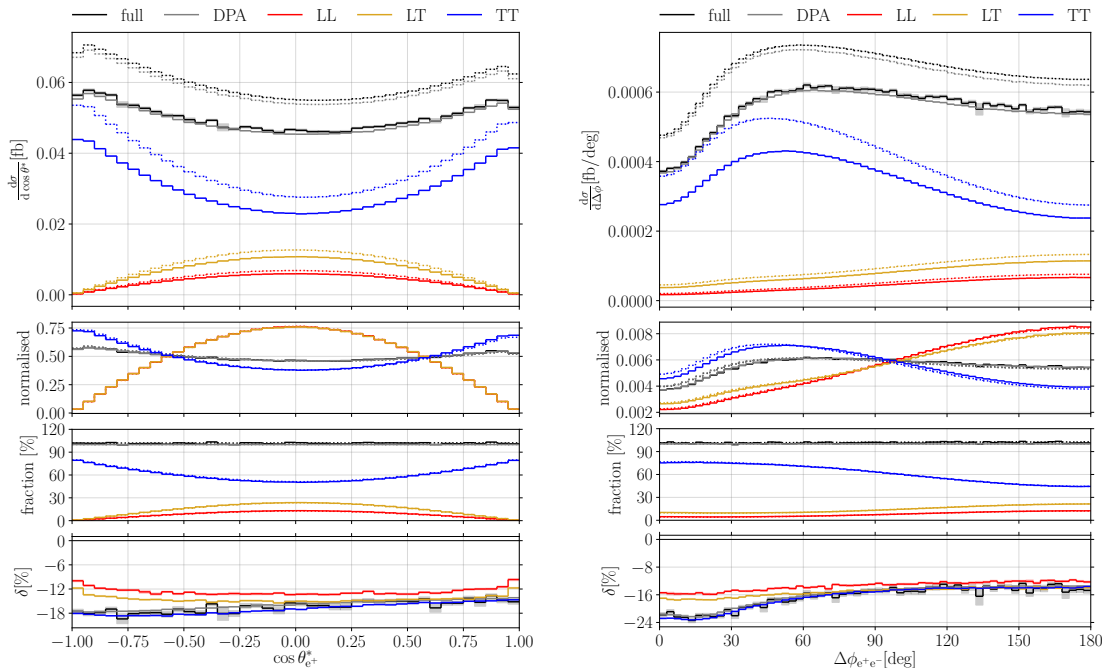 full DPA LL LT TT
0.06
0.04
0.02
0.00
dσ/d cos θ* [fb]
0.75
0.50
0.25
0.00
normalised
120
90
60
30
0
fraction [%]
0
−6
−12
−18
δ[%]
−1.00 −0.75 −0.50 −0.25 0.00 0.25 0.50 0.75 1.00
cos θ*e+
full DPA LL LT TT
0.0006
0.0004
0.0002
0.0000
dσ/dΔϕ [fb/deg]
0.008
0.006
0.004
0.002
normalised
120
90
60
30
0
fraction [%]
0
−8
−16
−24
δ[%]
0 30 60 90 120 150 180
Δϕe+e−[deg]